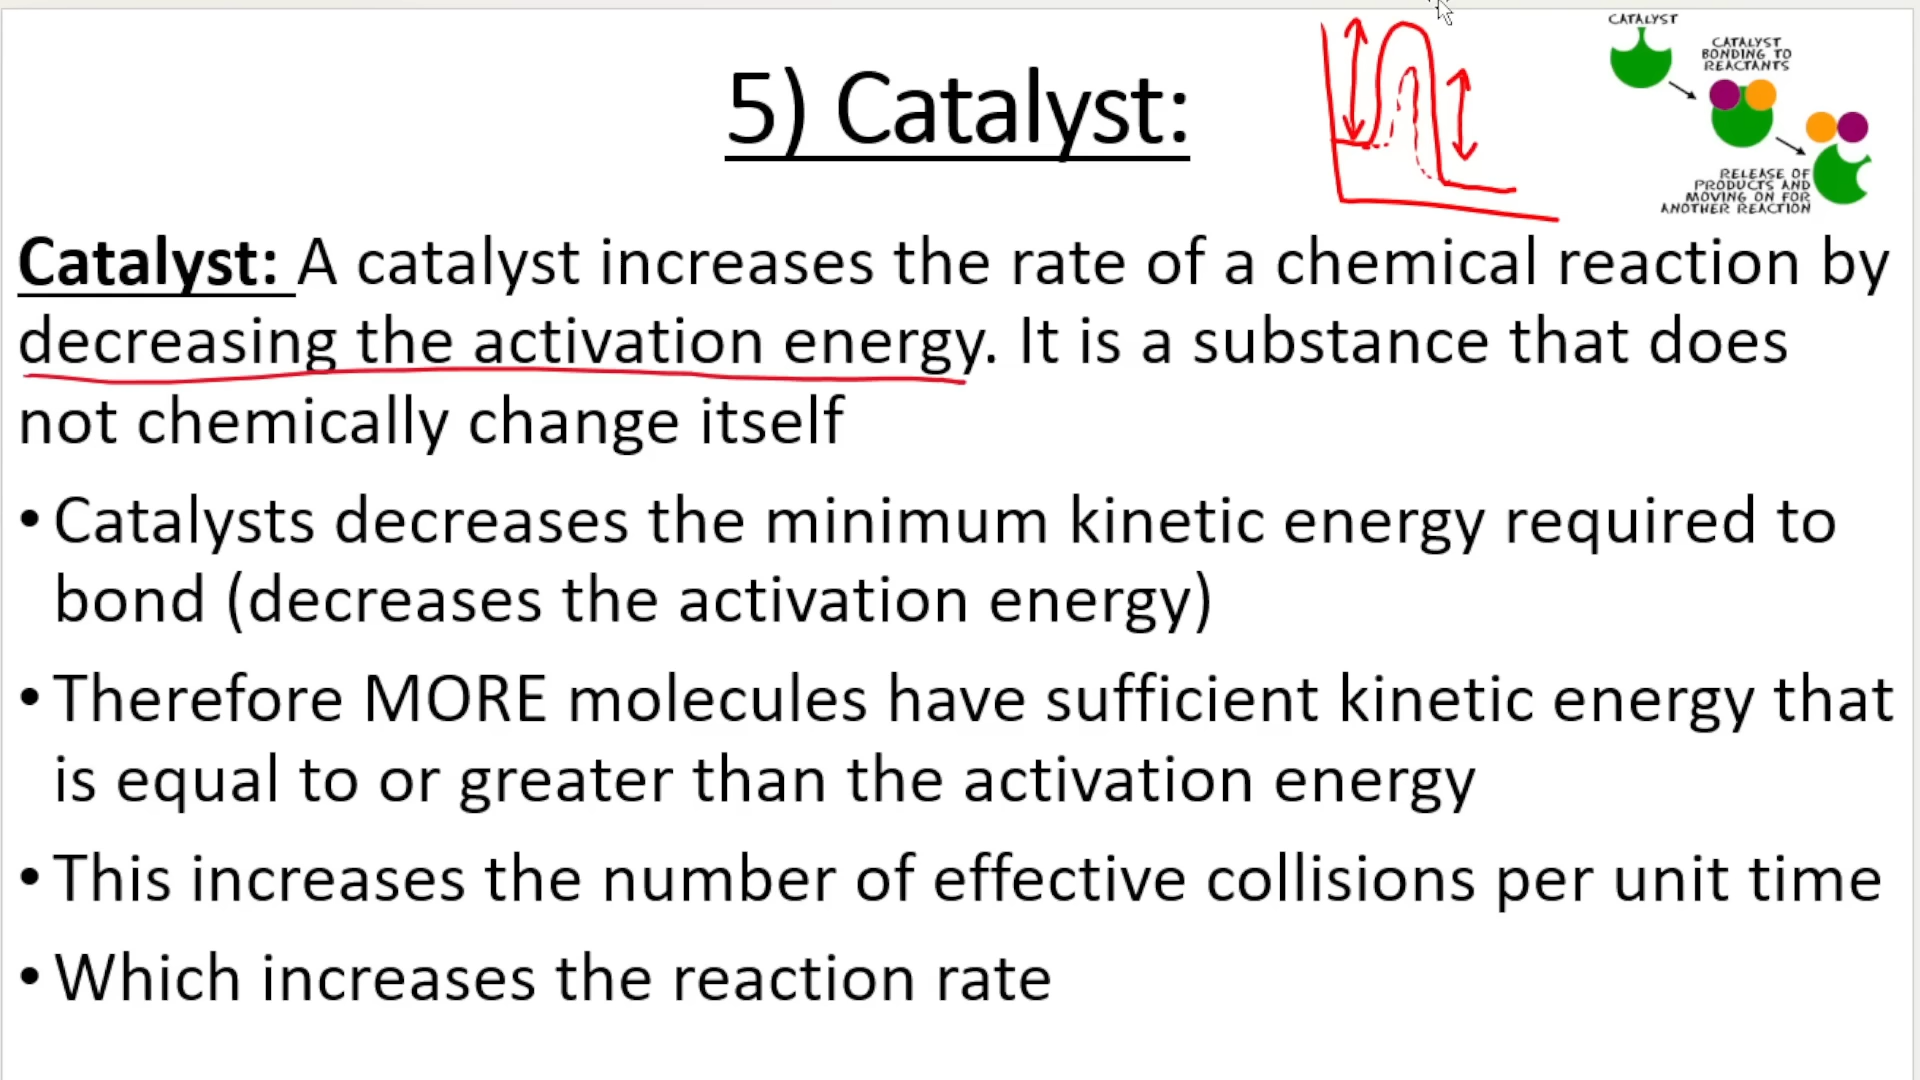 5) Catalyst:
CATALYST
CATALYST
BONDING TO
REACTANTS
RELEASE OF
PRODUCTS AND
MOVING ON FOR
ANOTHER REACTION
Catalyst: A catalyst increases the rate of a chemical reaction by
decreasing the activation energy. It is a substance that does
not chemically change itself
• Catalysts decreases the minimum kinetic energy required to
bond (decreases the activation energy)
• Therefore MORE molecules have sufficient kinetic energy that
is equal to or greater than the activation energy
• This increases the number of effective collisions per unit time
• Which increases the reaction rate